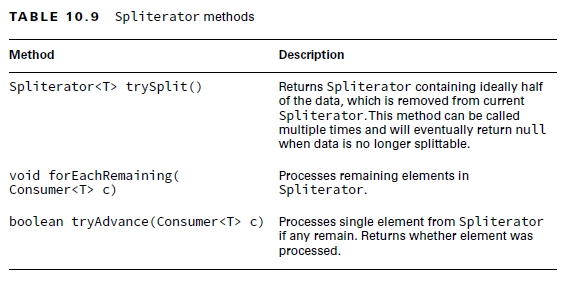 TABLE 10.9 Spliterator methods
Method Description
Spliterator<T> trySplit() Returns Spliterator containing ideally half
of the data, which is removed from current
Spliterator.This method can be called
multiple times and will eventually return null
when data is no longer splittable.
void forEachRemaining( Processes remaining elements in
Consumer<T> c) Spliterator.
boolean tryAdvance(Consumer<T> c) Processes single element from Spliterator
if any remain. Returns whether element was
processed.